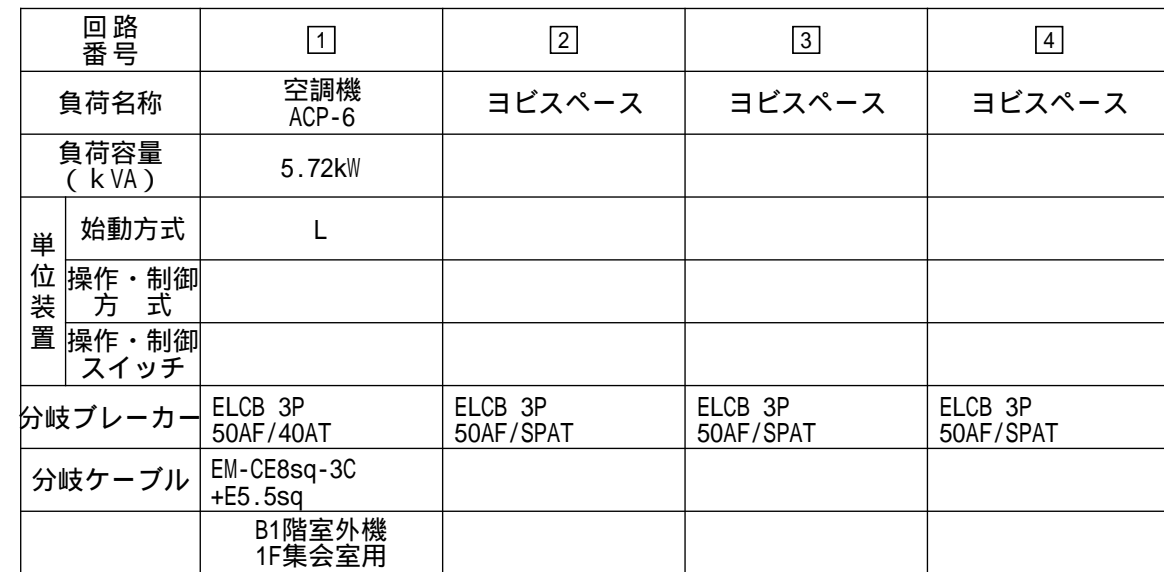 回路
番号
1
2
3
4
負荷名称
空調機
ACP-6
ヨビスペース
ヨビスペース
ヨビスペース
負荷容量
(kVA)
5.72kW
単位装置
始動方式
L
操作・制御
方 式
操作・制御
スイッチ
分岐ブレーカー
ELCB 3P
50AF/40AT
ELCB 3P
50AF/SPAT
ELCB 3P
50AF/SPAT
ELCB 3P
50AF/SPAT
分岐ケーブル
EM-CE8sq-3C
+E5.5sq
B1階室外機
1F集会室用